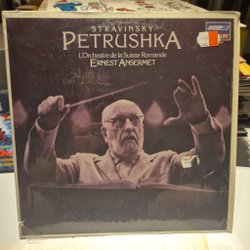 STRAVINSKY
PETRUSHKA
L'Orchestre de la Suisse Romande
ERNEST ANSERMET